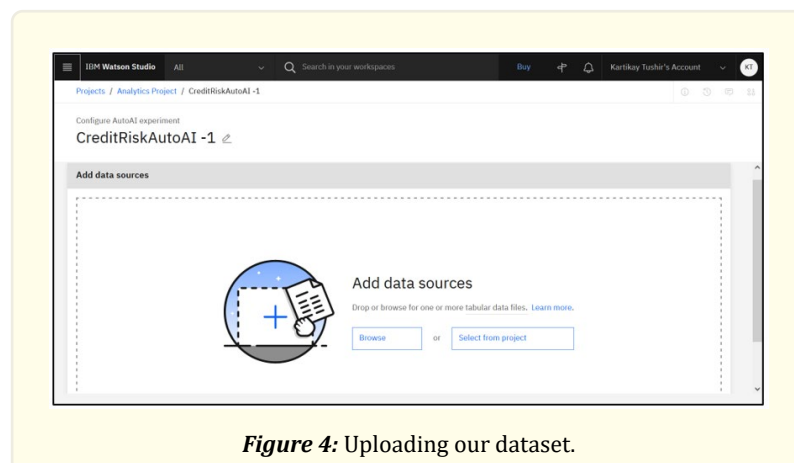 IBM Watson Studio All Search in your workspaces Buy Kartikay Tushir's Account KT
Projects / Analytics Project / CreditRiskAutoAI -1
Configure AutoAI experiment
CreditRiskAutoAI -1
Add data sources
Add data sources
Drop or browse for one or more tabular data files. Learn more.
Browse or Select from project
Figure 4: Uploading our dataset.